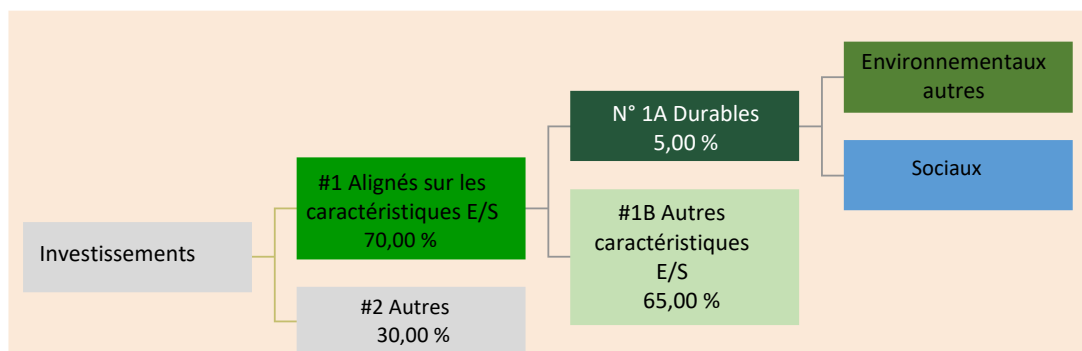 Investissements
#1 Alignés sur les
caractéristiques E/S
70,00 %
#2 Autres
30,00 %
N° 1A Durables
5,00 %
#1B Autres
caractéristiques
E/S
65,00 %
Environnementaux
autres
Sociaux